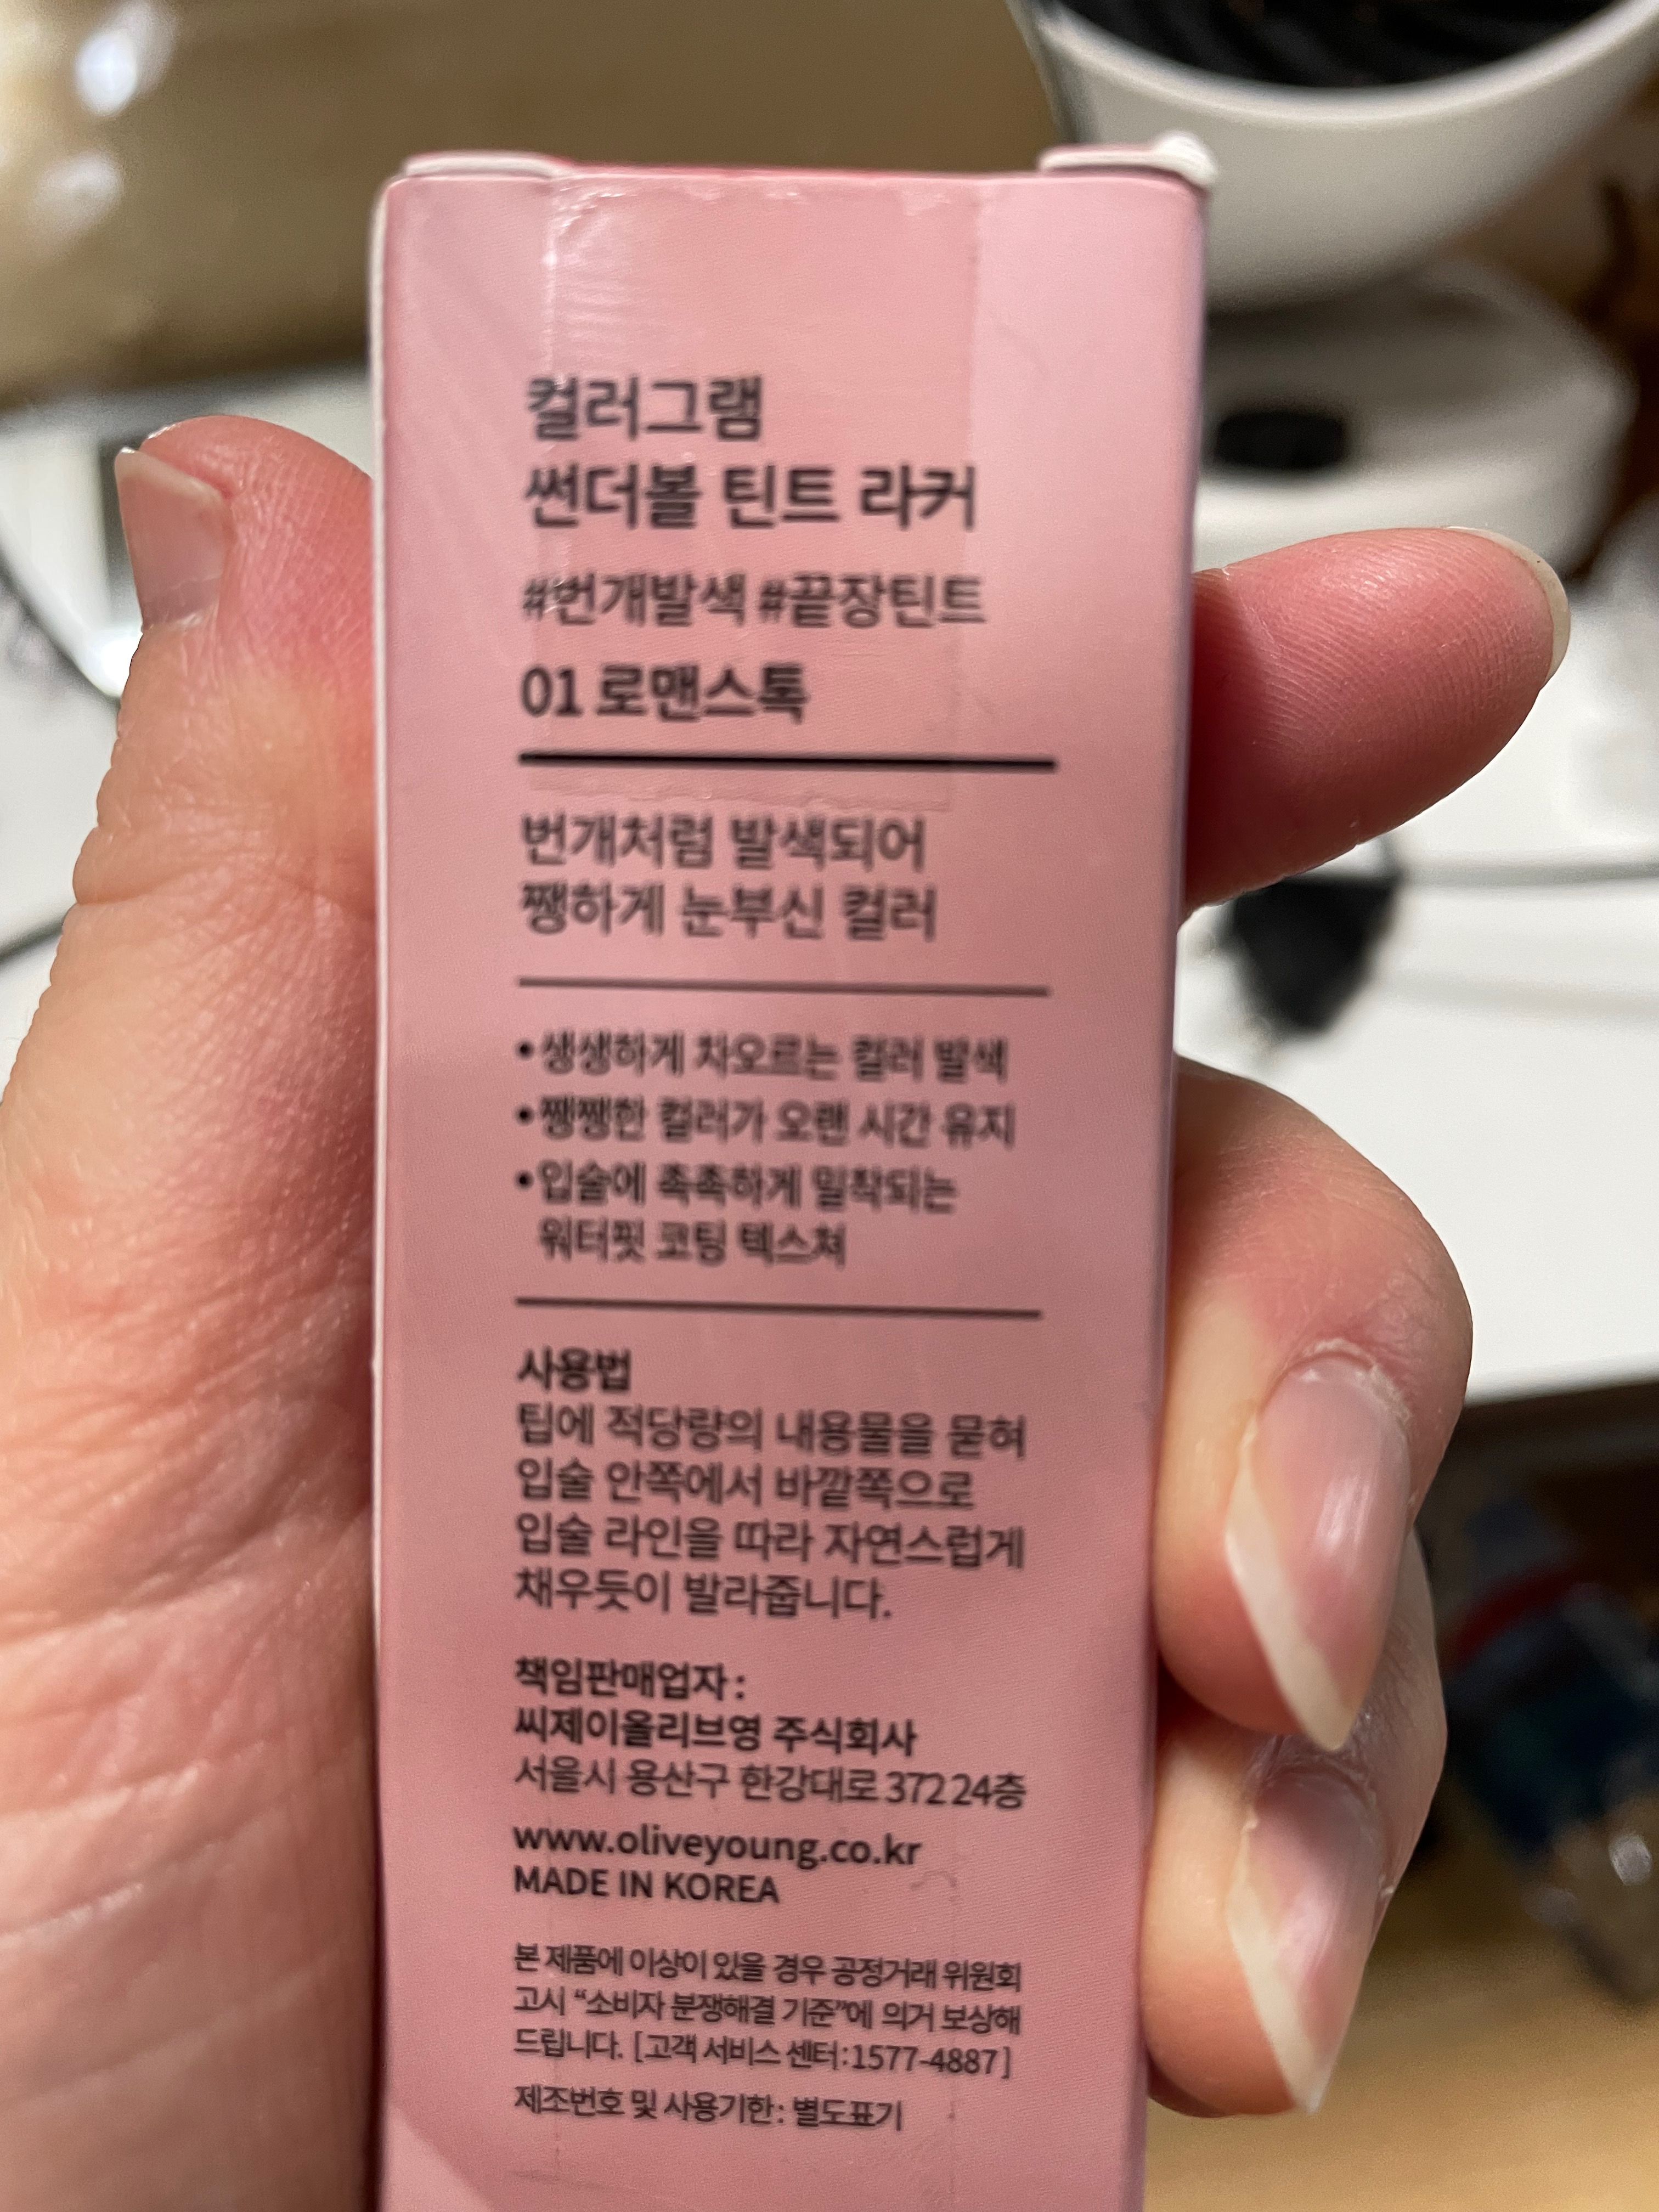 컬러그램
썬더볼 틴트 라커
#번개발색 #끝장틴트
01 로맨스톡
번개처럼 발색되어
쨍하게 눈부신 컬러
•생생하게 차오르는 컬러 발색
•쨍쨍한 컬러가 오랜 시간 유지
•입술에 촉촉하게 밀착되는
워터핏 코팅 텍스쳐
사용법
팁에 적당량의 내용물을 묻혀
입술 안쪽에서 바깥쪽으로
입술 라인을 따라 자연스럽게
채우듯이 발라줍니다.
책임판매업자 :
씨제이올리브영 주식회사
서울시 용산구 한강대로 372 24층
www.oliveyoung.co.kr
MADE IN KOREA
본 제품에 이상이 있을 경우 공정거래 위원회
고시 “소비자 분쟁해결 기준”에 의거 보상해
드립니다. [고객 서비스 센터:1577-4887]
제조번호 및 사용기한 : 별도표기